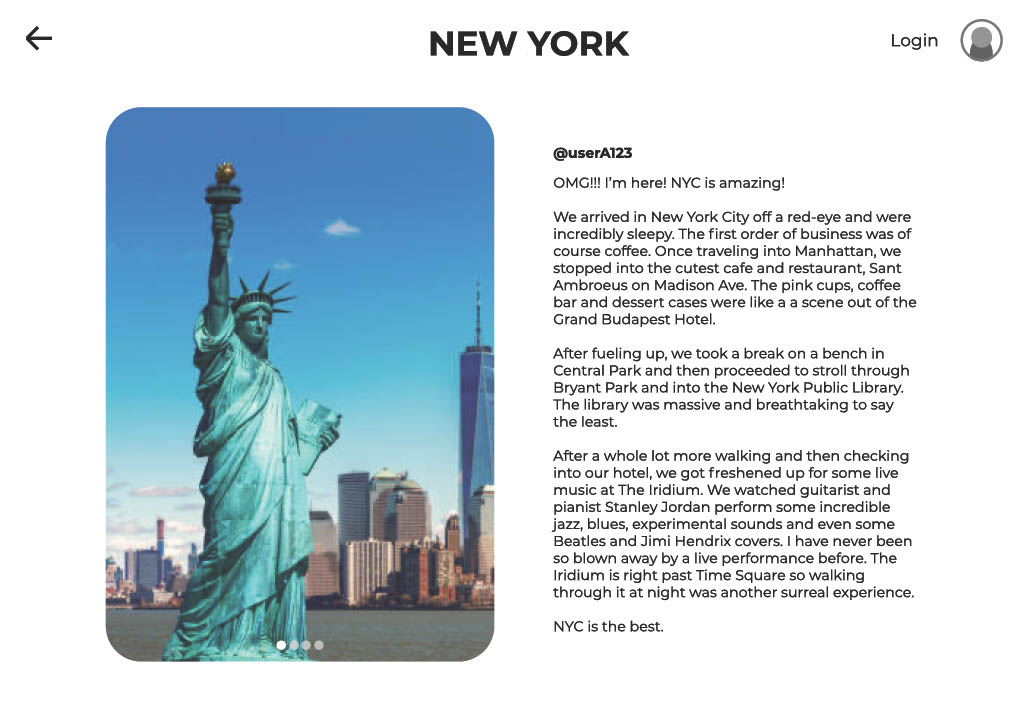 NEW YORK
Login
@userA123
OMG!!! I'm here! NYC is amazing!
We arrived in New York City off a red-eye and were
incredibly sleepy. The first order of business was of
course coffee. Once traveling into Manhattan, we
stopped into the cutest cafe and restaurant, Sant
Ambroeus on Madison Ave. The pink cups, coffee
bar and dessert cases were like a a scene out of the
Grand Budapest Hotel.
After fueling up, we took a break on a bench in
Central Park and then proceeded to stroll through
Bryant Park and into the New York Public Library.
The library was massive and breathtaking to say
the least.
After a whole lot more walking and then checking
into our hotel, we got freshened up for some live
music at The Iridium. We watched guitarist and
pianist Stanley Jordan perform some incredible
jazz, blues, experimental sounds and even some
Beatles and Jimi Hendrix covers. I have never been
so blown away by a live performance before. The
Iridium is right past Time Square so walking
through it at night was another surreal experience.
NYC is the best.